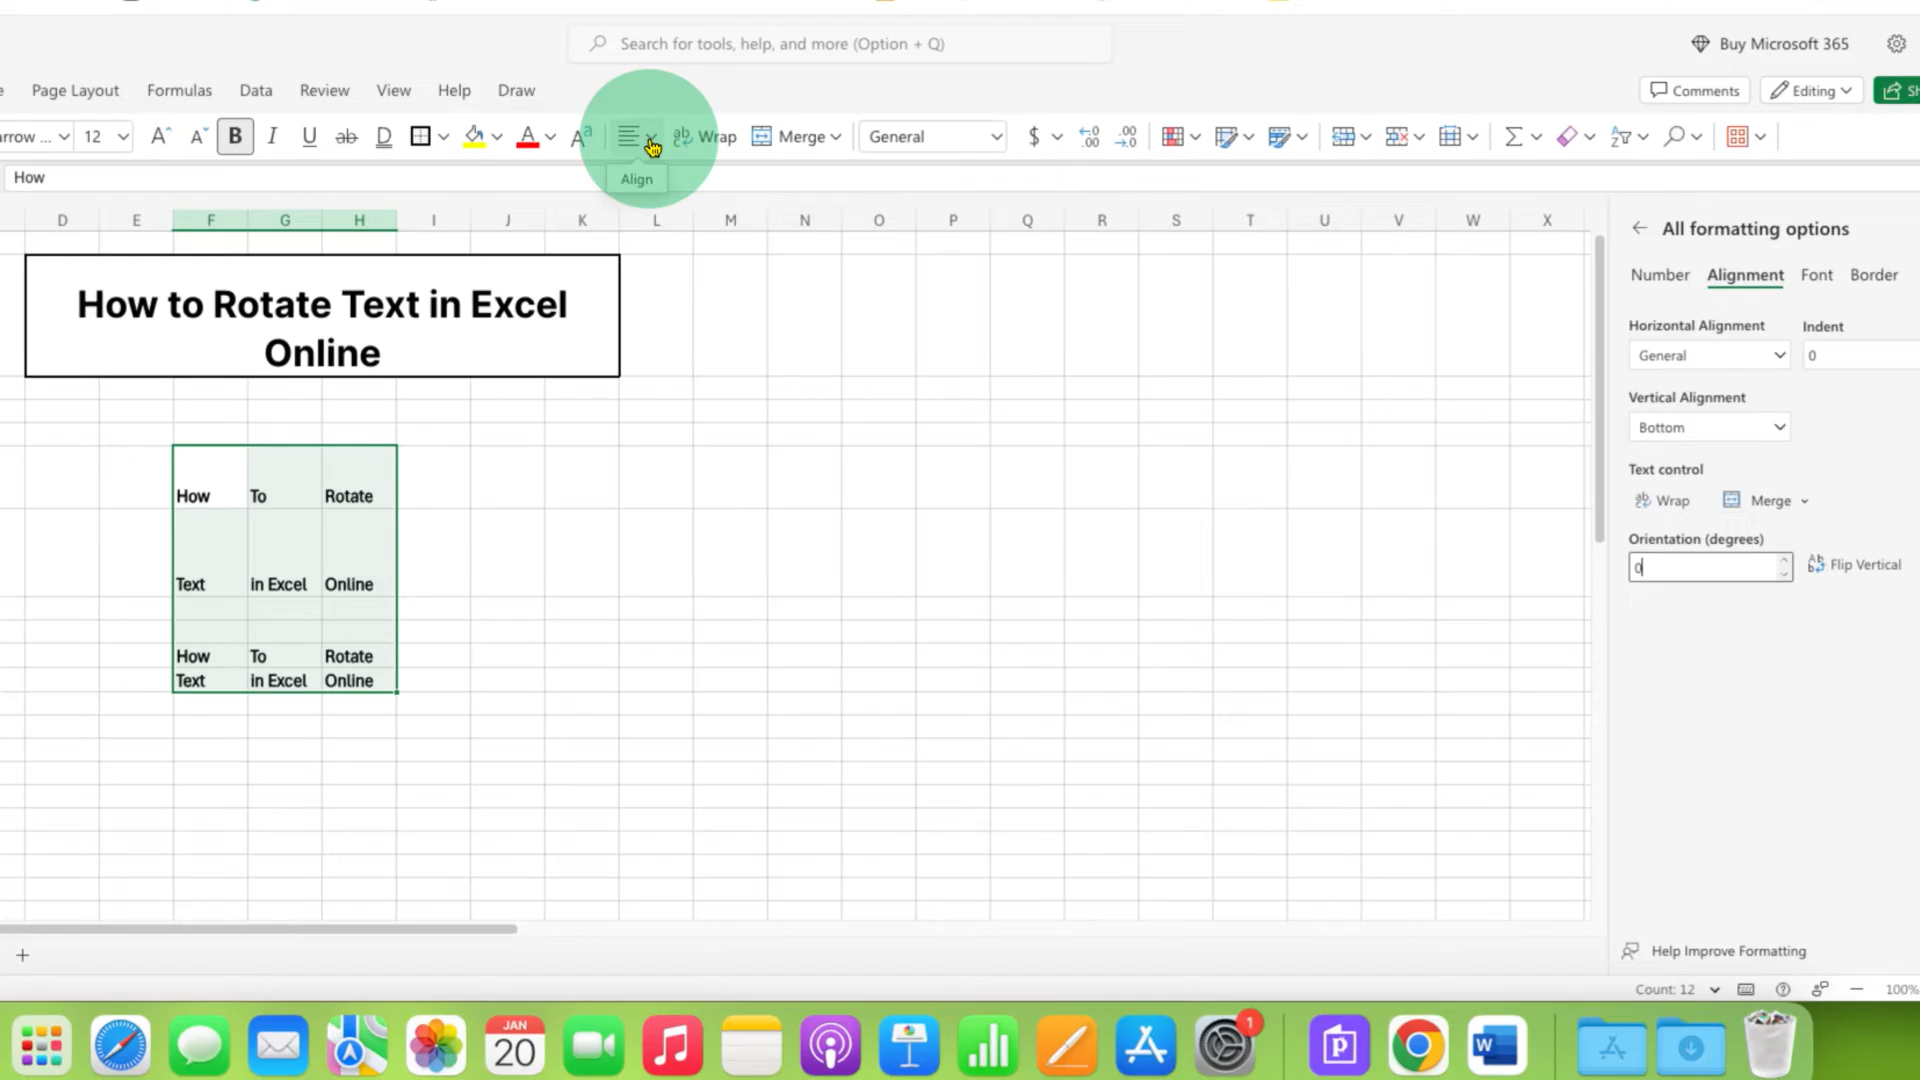 Search for tools, help, and more (Option + Q)
Buy Microsoft 365
Page Layout Formulas Data Review View Help Draw
Comments Editing
12 B I U ab D A Wrap Merge General $
How
Align
D E F G H I J K L M N O P Q R S T U V W X
How to Rotate Text in Excel
Online
How To Rotate
Text in Excel Online
How To Rotate
Text in Excel Online
All formatting options
Number Alignment Font Border
Horizontal Alignment Indent
General 0
Vertical Alignment
Bottom
Text control
Wrap Merge
Orientation (degrees)
0 Flip Vertical
Help Improve Formatting
Count: 12 100%
JAN
20
1
W